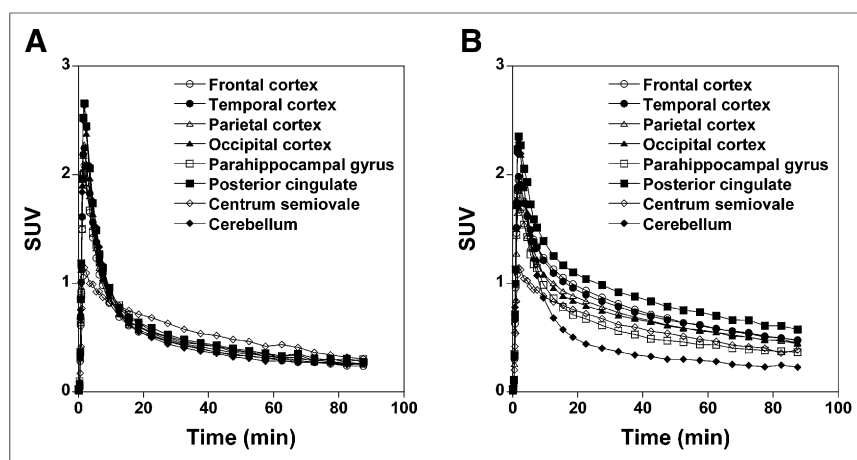 A
3
Frontal cortex
Temporal cortex
Parietal cortex
Occipital cortex
Parahippocampal gyrus
Posterior cingulate
Centrum semiovale
Cerebellum
2
SUV
1
0
0 20 40 60 80 100
Time (min)
B
3
Frontal cortex
Temporal cortex
Parietal cortex
Occipital cortex
Parahippocampal gyrus
Posterior cingulate
Centrum semiovale
Cerebellum
2
SUV
1
0
0 20 40 60 80 100
Time (min)